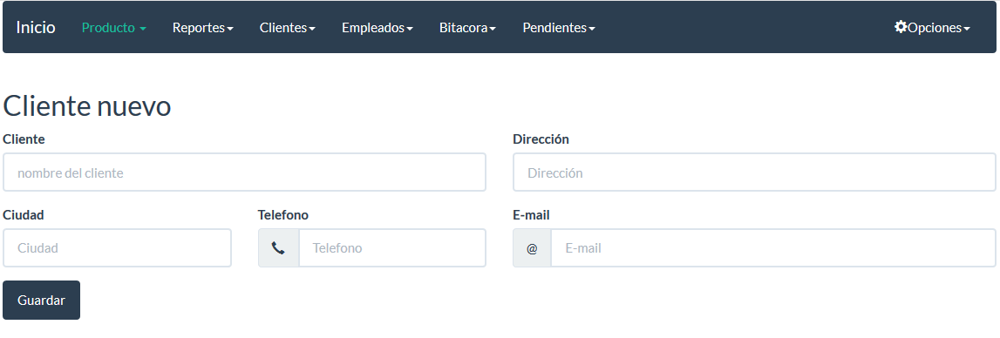 Inicio Producto Reportes Clientes Empleados Bitacora Pendientes Opciones
Cliente nuevo
Cliente Dirección
nombre del cliente Dirección
Ciudad Telefono E-mail
Ciudad Telefono @ E-mail
Guardar